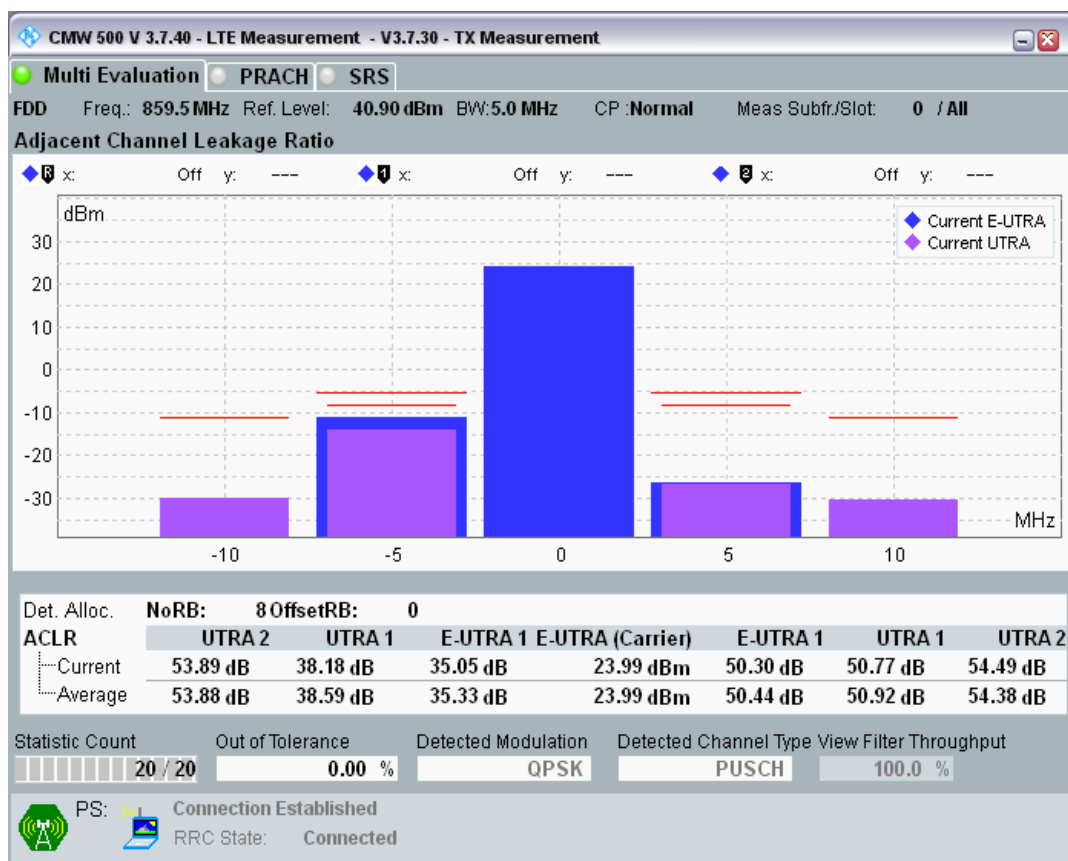 CMW 500 V 3.7.40 - LTE Measurement - V3.7.30 - TX Measurement
Multi Evaluation PRACH SRS
FDD Freq.: 859.5 MHz Ref. Level: 40.90 dBm BW:5.0 MHz CP :Normal Meas Subfr./Slot: 0 / All
Adjacent Channel Leakage Ratio
R x: Off y: --- 1 x: Off y: --- 2 x: Off y: ---
dBm
Current E-UTRA
Current UTRA
30
20
10
0
-10
-20
-30
MHz
-10 -5 0 5 10
Det. Alloc. NoRB: 8 OffsetRB: 0
ACLR UTRA 2 UTRA 1 E-UTRA 1 E-UTRA (Carrier) E-UTRA 1 UTRA 1 UTRA 2
Current 53.89 dB 38.18 dB 35.05 dB 23.99 dBm 50.30 dB 50.77 dB 54.49 dB
Average 53.88 dB 38.59 dB 35.33 dB 23.99 dBm 50.44 dB 50.92 dB 54.38 dB
Statistic Count Out of Tolerance Detected Modulation Detected Channel Type View Filter Throughput
20 / 20 0.00 % QPSK PUSCH 100.0 %
PS: Connection Established
RRC State: Connected